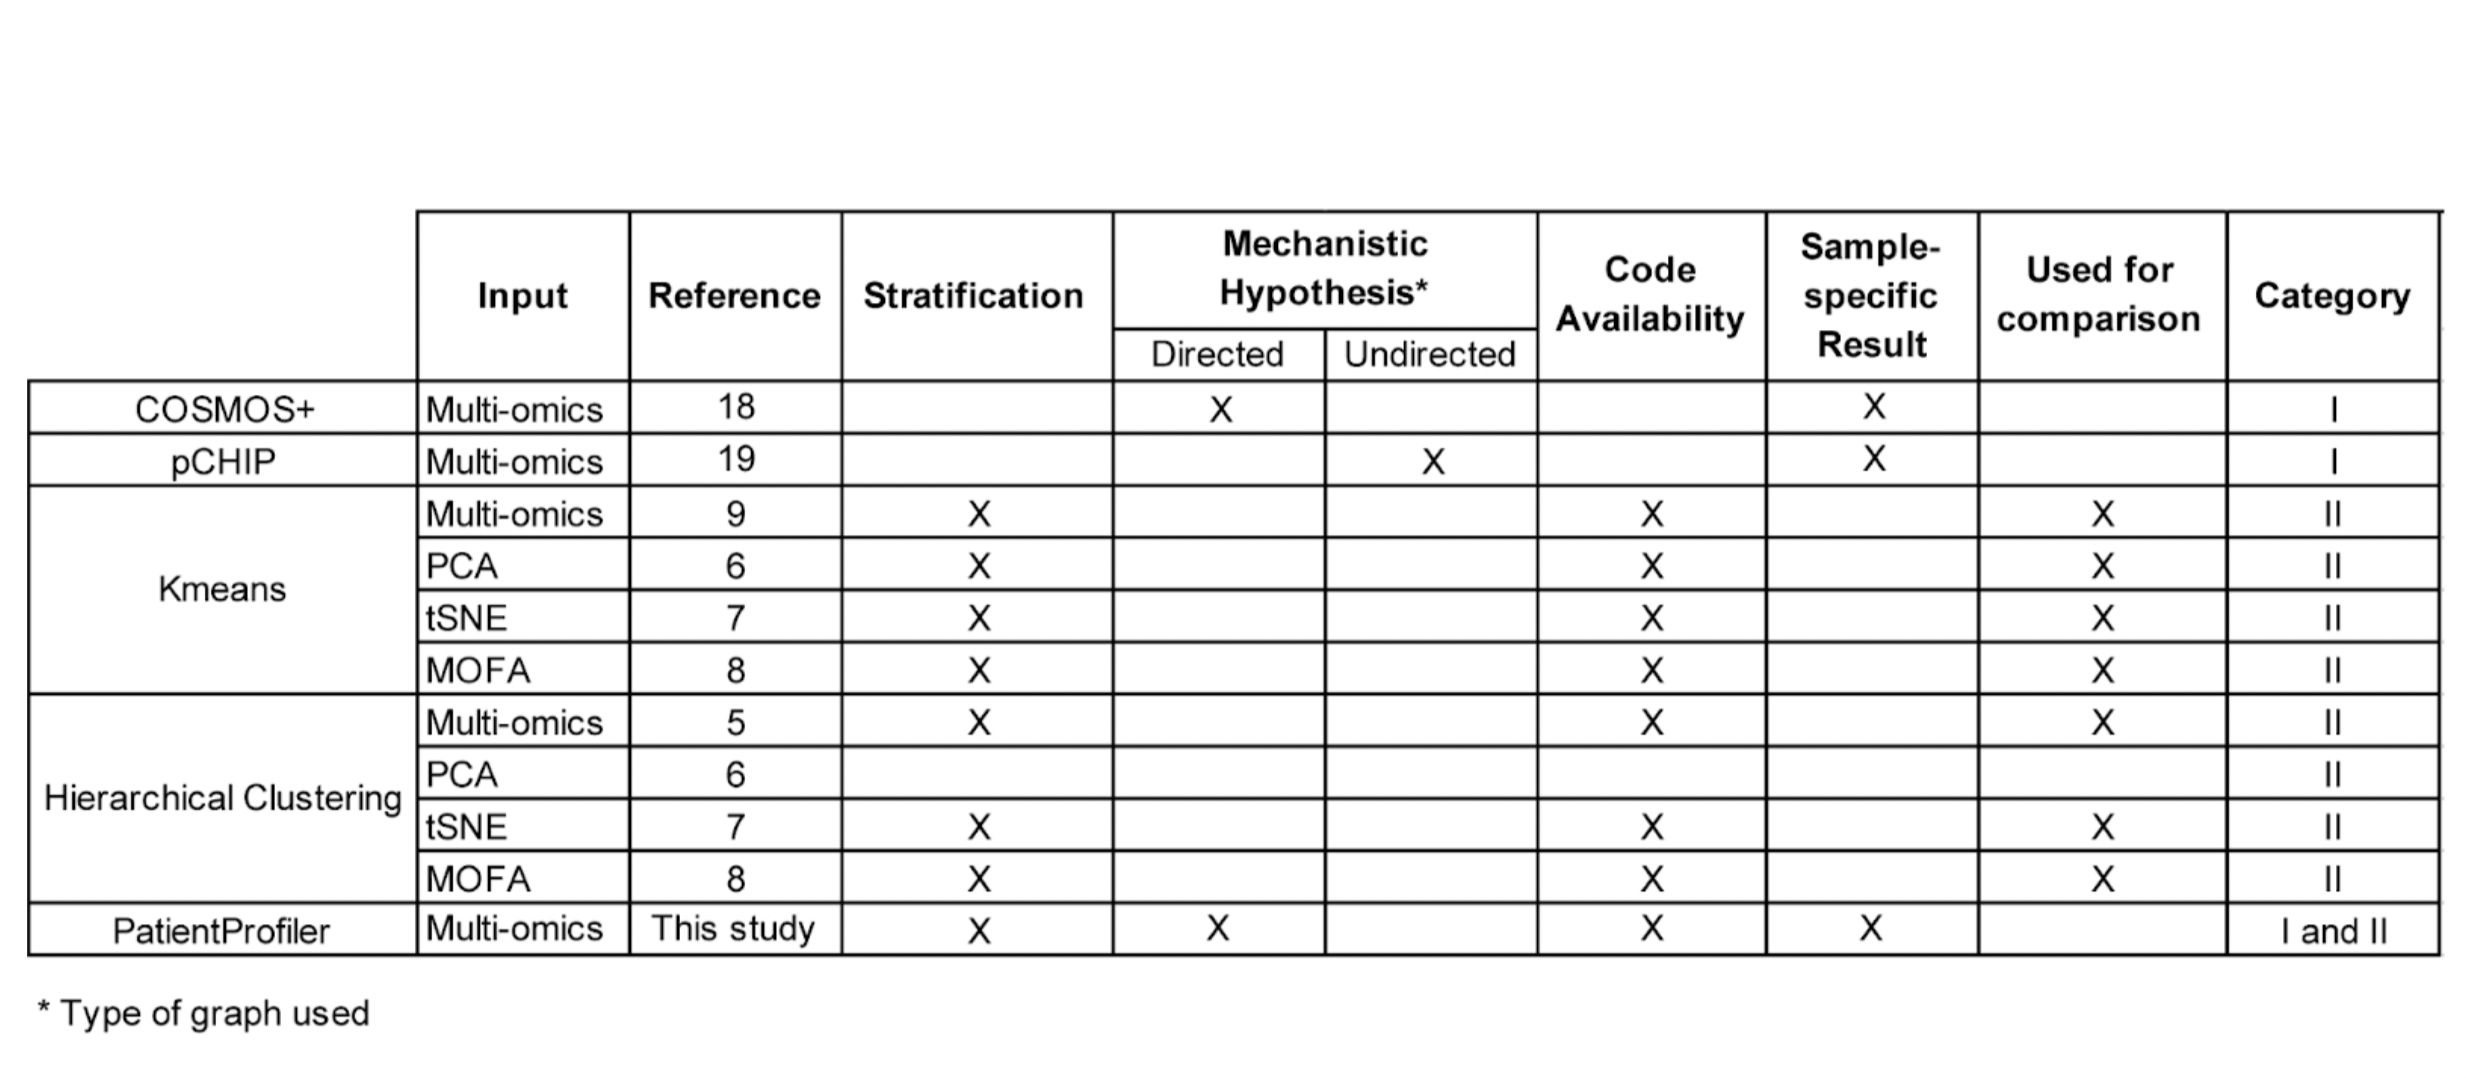 Input Reference Stratification Mechanistic Hypothesis* Code Availability Sample-specific Result Used for comparison Category
Directed Undirected
COSMOS+ Multi-omics 18 X X I
pCHIP Multi-omics 19 X X I
Kmeans Multi-omics 9 X X X II
PCA 6 X X X II
tSNE 7 X X X II
MOFA 8 X X X II
Hierarchical Clustering Multi-omics 5 X X X II
PCA 6 II
tSNE 7 X X X II
MOFA 8 X X X II
PatientProfiler Multi-omics This study X X X X I and II
* Type of graph used